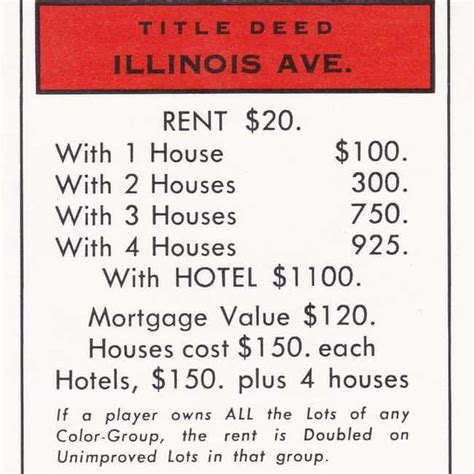 TITLE DEED
ILLINOIS AVE.
RENT $20.
With 1 House $100.
With 2 Houses 300.
With 3 Houses 750.
With 4 Houses 925.
With HOTEL $1100.
Mortgage Value $120.
Houses cost $150. each
Hotels, $150. plus 4 houses
If a player owns ALL the Lots of any
Color-Group, the rent is Doubled on
Unimproved Lots in that group.